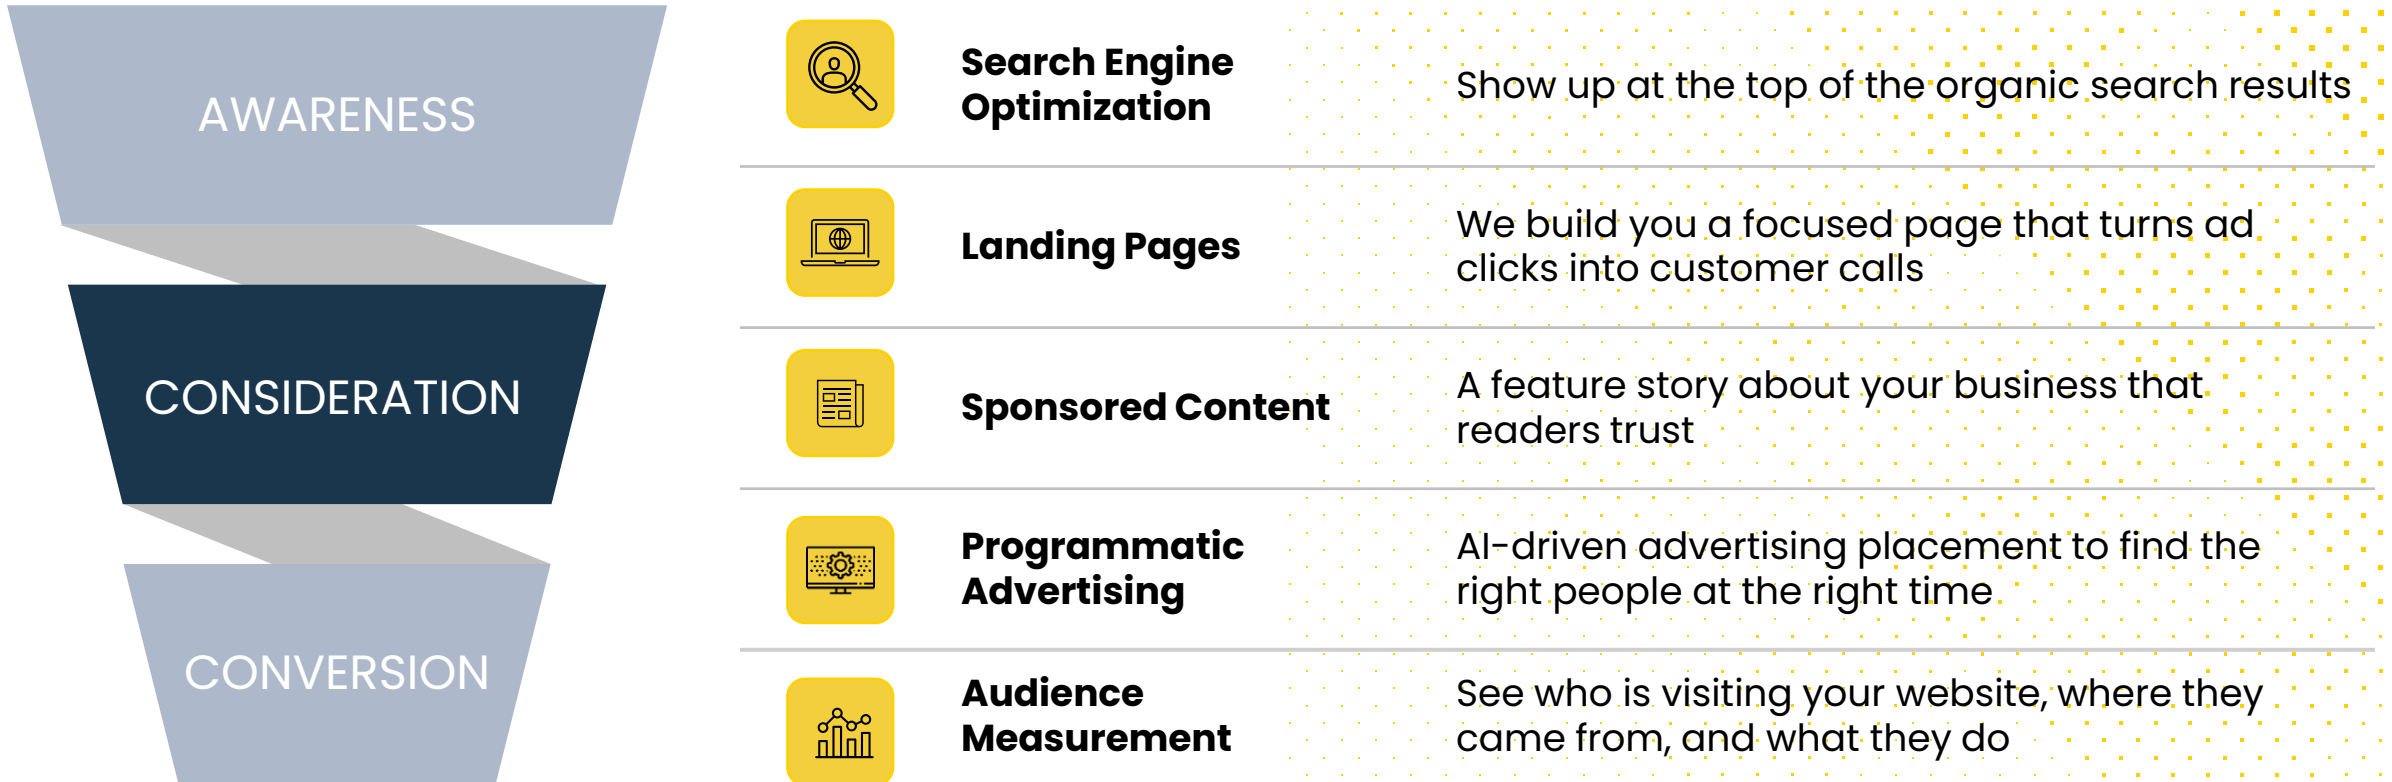 AWARENESS
CONSIDERATION
CONVERSION
Search Engine
Optimization
Show up at the top of the organic search results
Landing Pages
We build you a focused page that turns ad
clicks into customer calls
Sponsored Content
A feature story about your business that
readers trust
Programmatic
Advertising
AI-driven advertising placement to find the
right people at the right time
Audience
Measurement
See who is visiting your website, where they
came from, and what they do